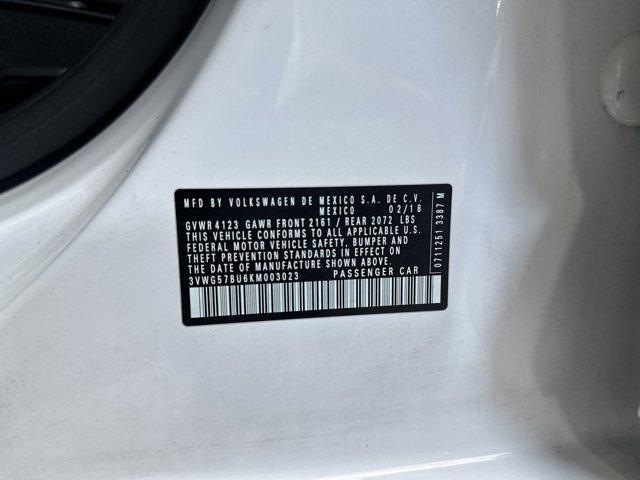 MFD BY VOLKSWAGEN DE MEXICO S.A. DE C.V.
MEXICO 02/18
GVWR 4123 GAWR FRONT 2161 / REAR 2072 LBS
THIS VEHICLE CONFORMS TO ALL APPLICABLE U.S.
FEDERAL MOTOR VEHICLE SAFETY, BUMPER AND
THEFT PREVENTION STANDARDS IN EFFECT ON
THE DATE OF MANUFACTURE SHOWN ABOVE
3VWG57BU6KM003023 PASSENGER CAR
0711251 3387 M